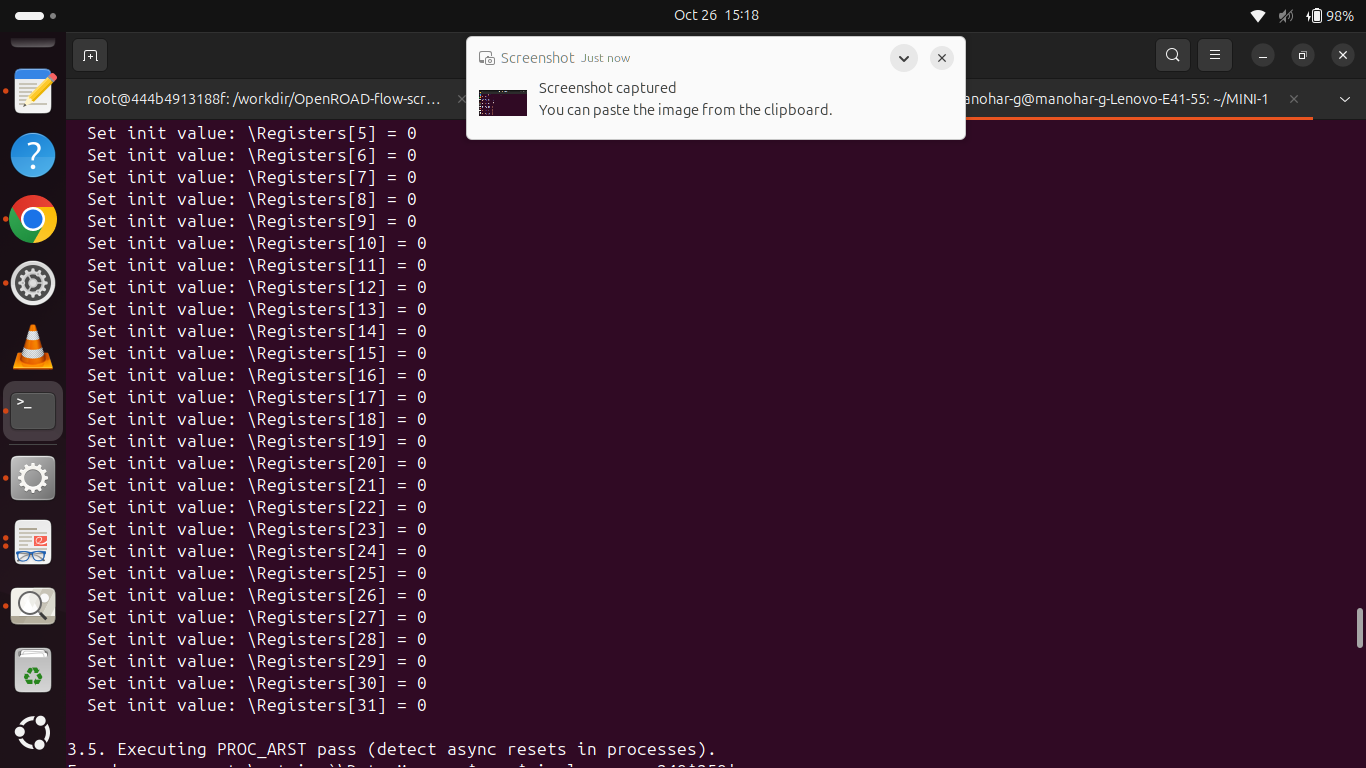 Oct 26 15:18
98%
Screenshot Just now
Screenshot captured
You can paste the image from the clipboard.
root@444b4913188f: /workdir/OpenROAD-flow-scr...
anohar-g@manohar-g-Lenovo-E41-55: ~/MINI-1
Set init value: \Registers[5] = 0
Set init value: \Registers[6] = 0
Set init value: \Registers[7] = 0
Set init value: \Registers[8] = 0
Set init value: \Registers[9] = 0
Set init value: \Registers[10] = 0
Set init value: \Registers[11] = 0
Set init value: \Registers[12] = 0
Set init value: \Registers[13] = 0
Set init value: \Registers[14] = 0
Set init value: \Registers[15] = 0
Set init value: \Registers[16] = 0
Set init value: \Registers[17] = 0
Set init value: \Registers[18] = 0
Set init value: \Registers[19] = 0
Set init value: \Registers[20] = 0
Set init value: \Registers[21] = 0
Set init value: \Registers[22] = 0
Set init value: \Registers[23] = 0
Set init value: \Registers[24] = 0
Set init value: \Registers[25] = 0
Set init value: \Registers[26] = 0
Set init value: \Registers[27] = 0
Set init value: \Registers[28] = 0
Set init value: \Registers[29] = 0
Set init value: \Registers[30] = 0
Set init value: \Registers[31] = 0
3.5. Executing PROC_ARST pass (detect async resets in processes).